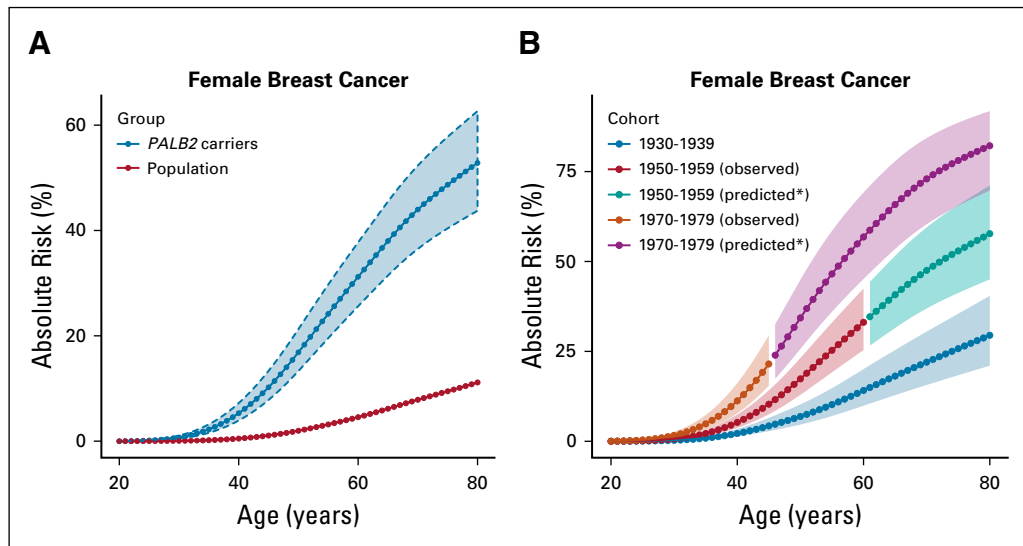 A
Female Breast Cancer
Group
PALB2 carriers
Population
60
40
20
0
Absolute Risk (%)
20 40 60 80
Age (years)
B
Female Breast Cancer
Cohort
1930-1939
1950-1959 (observed)
1950-1959 (predicted*)
1970-1979 (observed)
1970-1979 (predicted*)
75
50
25
0
Absolute Risk (%)
20 40 60 80
Age (years)